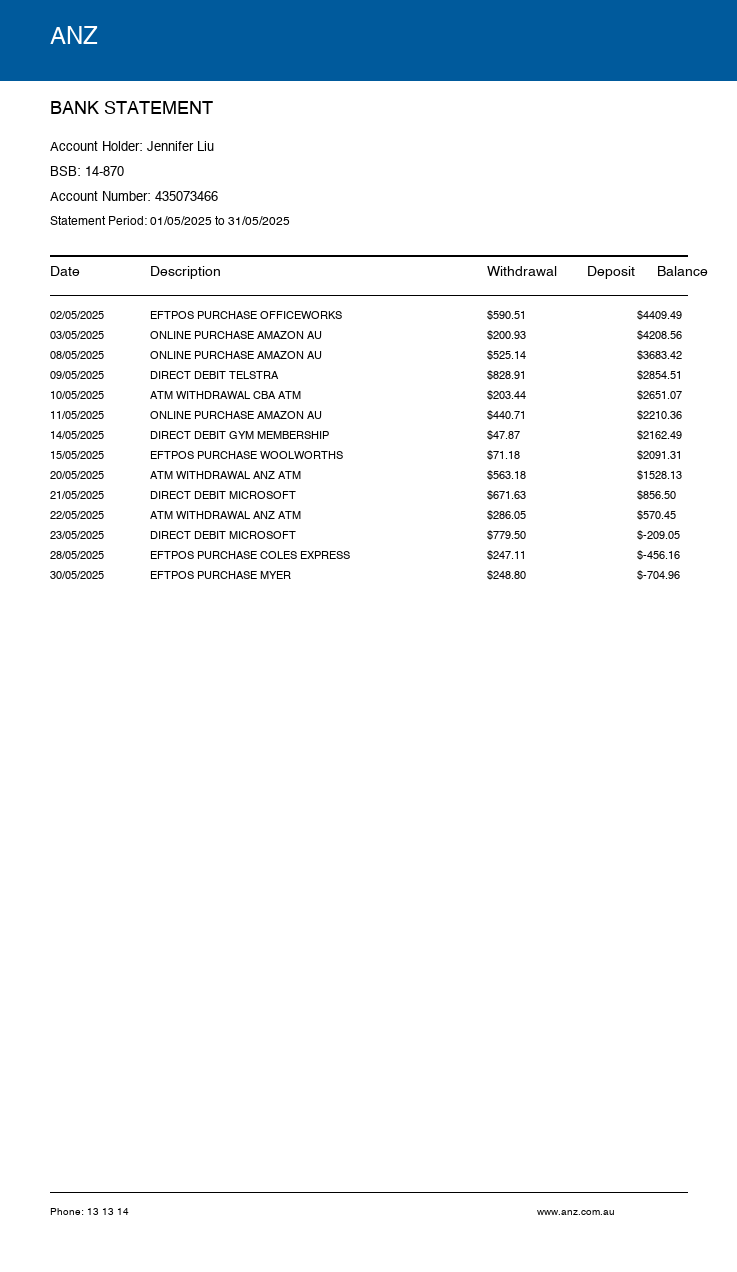 ANZ
BANK STATEMENT
Account Holder: Jennifer Liu
BSB: 14-870
Account Number: 435073466
Statement Period: 01/05/2025 to 31/05/2025
Date Description Withdrawal Deposit Balance
02/05/2025 EFTPOS PURCHASE OFFICEWORKS $590.51 $4409.49
03/05/2025 ONLINE PURCHASE AMAZON AU $200.93 $4208.56
08/05/2025 ONLINE PURCHASE AMAZON AU $525.14 $3683.42
09/05/2025 DIRECT DEBIT TELSTRA $828.91 $2854.51
10/05/2025 ATM WITHDRAWAL CBA ATM $203.44 $2651.07
11/05/2025 ONLINE PURCHASE AMAZON AU $440.71 $2210.36
14/05/2025 DIRECT DEBIT GYM MEMBERSHIP $47.87 $2162.49
15/05/2025 EFTPOS PURCHASE WOOLWORTHS $71.18 $2091.31
20/05/2025 ATM WITHDRAWAL ANZ ATM $563.18 $1528.13
21/05/2025 DIRECT DEBIT MICROSOFT $671.63 $856.50
22/05/2025 ATM WITHDRAWAL ANZ ATM $286.05 $570.45
23/05/2025 DIRECT DEBIT MICROSOFT $779.50 $-209.05
28/05/2025 EFTPOS PURCHASE COLES EXPRESS $247.11 $-456.16
30/05/2025 EFTPOS PURCHASE MYER $248.80 $-704.96
Phone: 13 13 14 www.anz.com.au